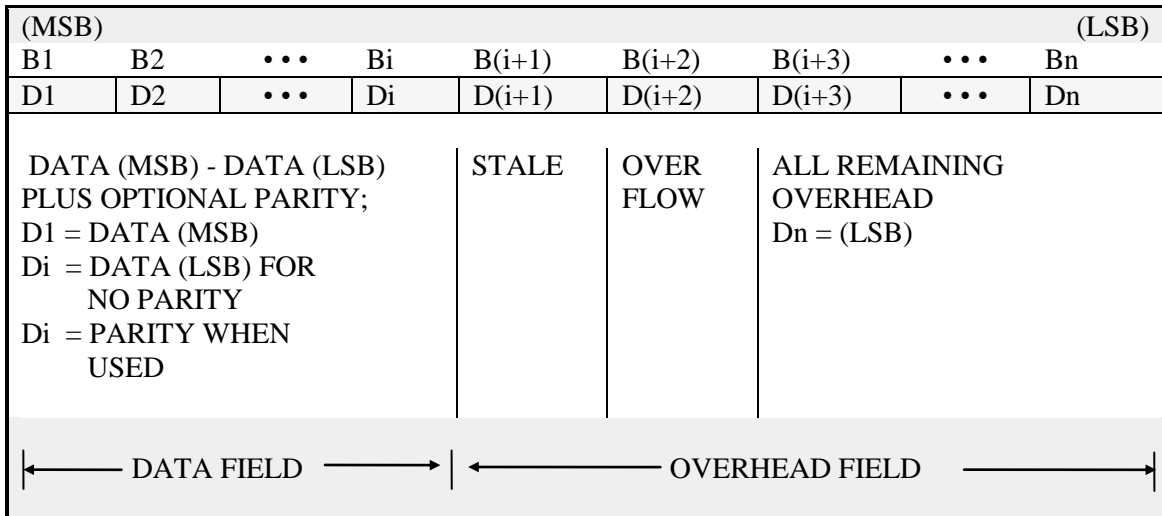 (MSB) (LSB)
B1 B2 • • • Bi B(i+1) B(i+2) B(i+3) • • • Bn
D1 D2 • • • Di D(i+1) D(i+2) D(i+3) • • • Dn
DATA (MSB) - DATA (LSB)
PLUS OPTIONAL PARITY;
D1 = DATA (MSB)
Di = DATA (LSB) FOR
NO PARITY
Di = PARITY WHEN
USED
STALE
OVER
FLOW
ALL REMAINING
OVERHEAD
Dn = (LSB)
DATA FIELD OVERHEAD FIELD